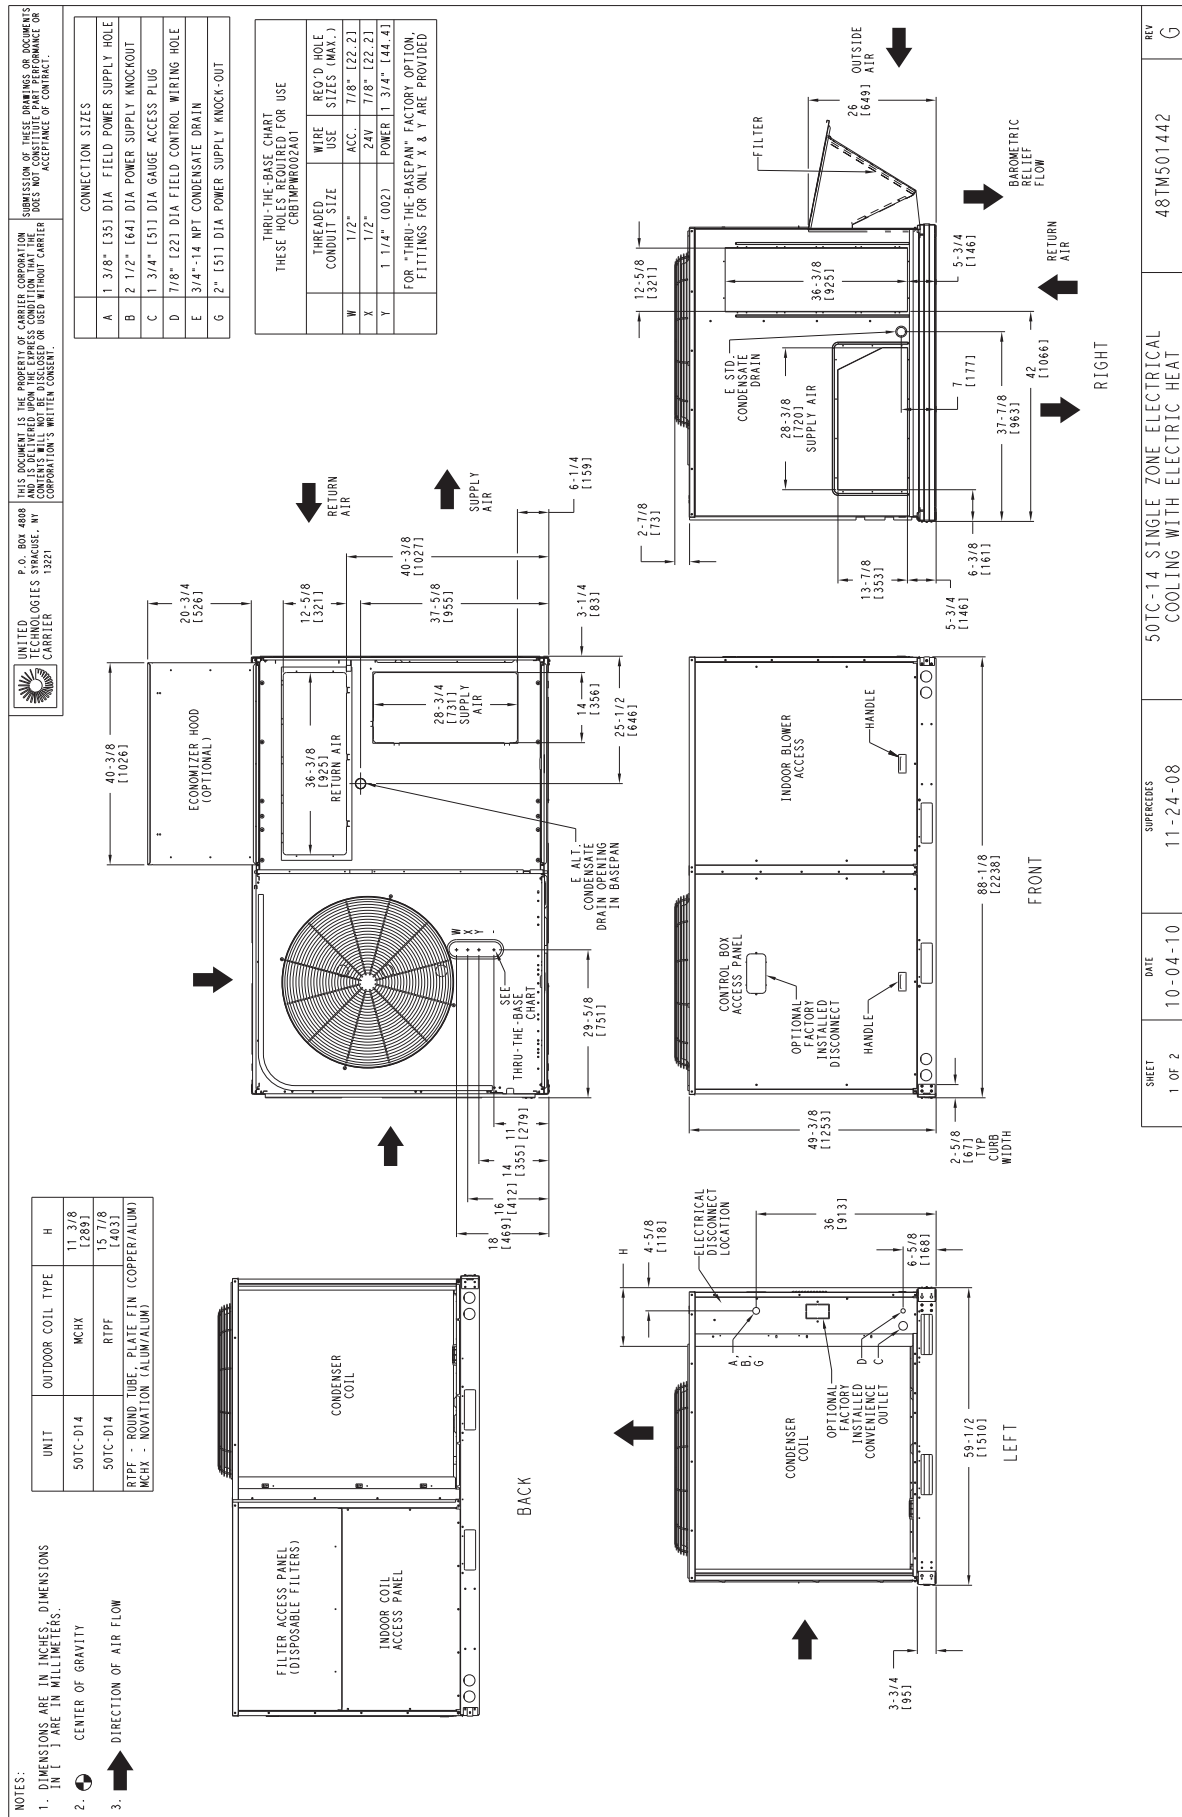 NOTES:
1. DIMENSIONS ARE IN INCHES, DIMENSIONS
IN [ ] ARE IN MILLIMETERS.
2. CENTER OF GRAVITY
3. DIRECTION OF AIR FLOW
UNIT OUTDOOR COIL TYPE H
50TC-D14 MCHX 11 3/8 [289]
50TC-D14 RTPF 15 7/8 [403]
RTPF - ROUND TUBE, PLATE FIN (COPPER/ALUM)
MCHX - NOVATION (ALUM/ALUM)
UNITED
TECHNOLOGIES
CARRIER
P.O. BOX 4808
SYRACUSE, NY
13221
THIS DOCUMENT IS THE PROPERTY OF CARRIER CORPORATION
AND IS DELIVERED UPON THE EXPRESS CONDITION THAT THE
CONTENTS WILL NOT BE DISCLOSED OR USED WITHOUT CARRIER
CORPORATION'S WRITTEN CONSENT.
SUBMISSION OF THESE DRAWINGS OR DOCUMENTS
DOES NOT CONSTITUTE PART PERFORMANCE OR
ACCEPTANCE OF CONTRACT.
CONNECTION SIZES
A 1 3/8" [35] DIA FIELD POWER SUPPLY HOLE
B 2 1/2" [64] DIA POWER SUPPLY KNOCKOUT
C 1 3/4" [51] DIA GAUGE ACCESS PLUG
D 7/8" [22] DIA FIELD CONTROL WIRING HOLE
E 3/4"-14 NPT CONDENSATE DRAIN
G 2" [51] DIA POWER SUPPLY KNOCK-OUT
THRU-THE-BASE CHART
THESE HOLES REQUIRED FOR USE
CRBTMPWR002A01
THREADED CONDUIT SIZE WIRE USE REQ'D HOLE SIZES (MAX.)
W 1/2" ACC. 7/8" [22.2]
X 1/2" 24V 7/8" [22.2]
Y 1 1/4" (002) POWER 1 3/4" [44.4]
FOR "THRU-THE-BASEPAN" FACTORY OPTION,
FITTINGS FOR ONLY X & Y ARE PROVIDED
FILTER ACCESS PANEL
(DISPOSABLE FILTERS)
INDOOR COIL
ACCESS PANEL
CONDENSER
COIL
BACK
40-3/8
[1026]
ECONOMIZER HOOD
(OPTIONAL)
20-3/4
[526]
12-5/8
[321]
36-3/8
[925]
RETURN AIR
RETURN
AIR
40-3/8
[1027]
37-5/8
[955]
28-3/4
[731]
SUPPLY
AIR
SUPPLY
AIR
6-1/4
[159]
3-1/4
[83]
14
[356]
25-1/2
[646]
E ALT.
CONDENSATE
DRAIN OPENING
IN BASEPAN
W
X
Y
-
SEE
THRU-THE-BASE
CHART
29-5/8
[751]
11
[279]
14
[355]
16
[412]
18
[469]
H
4-5/8
[118]
ELECTRICAL
DISCONNECT
LOCATION
36
[913]
6-5/8
[168]
A,
B,
G
OPTIONAL
FACTORY
INSTALLED
CONVENIENCE
OUTLET
D
C
CONDENSER
COIL
59-1/2
[1510]
3-3/4
[95]
LEFT
CONTROL BOX
ACCESS PANEL
OPTIONAL
FACTORY
INSTALLED
DISCONNECT
HANDLE
INDOOR BLOWER
ACCESS
HANDLE
49-3/8
[1253]
2-5/8
[67]
TYP
CURB
WIDTH
88-1/8
[2238]
FRONT
2-7/8
[73]
12-5/8
[321]
E STD.
CONDENSATE
DRAIN
36-3/8
[925]
28-3/8
[720]
SUPPLY AIR
13-7/8
[353]
5-3/4
[146]
6-3/8
[161]
7
[177]
37-7/8
[963]
42
[1066]
5-3/4
[146]
FILTER
26
[649]
OUTSIDE
AIR
BAROMETRIC
RELIEF
FLOW
RETURN
AIR
RIGHT
SHEET
1 OF 2
DATE
10-04-10
SUPERCEDES
11-24-08
50TC-14 SINGLE ZONE ELECTRICAL
COOLING WITH ELECTRIC HEAT
48TM501442
REV
G